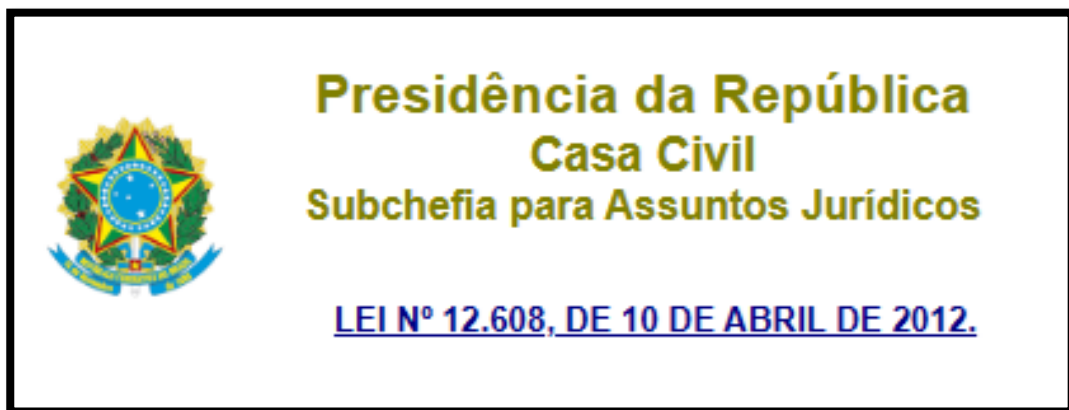 Presidência da República
Casa Civil
Subchefia para Assuntos Jurídicos
LEI Nº 12.608, DE 10 DE ABRIL DE 2012.